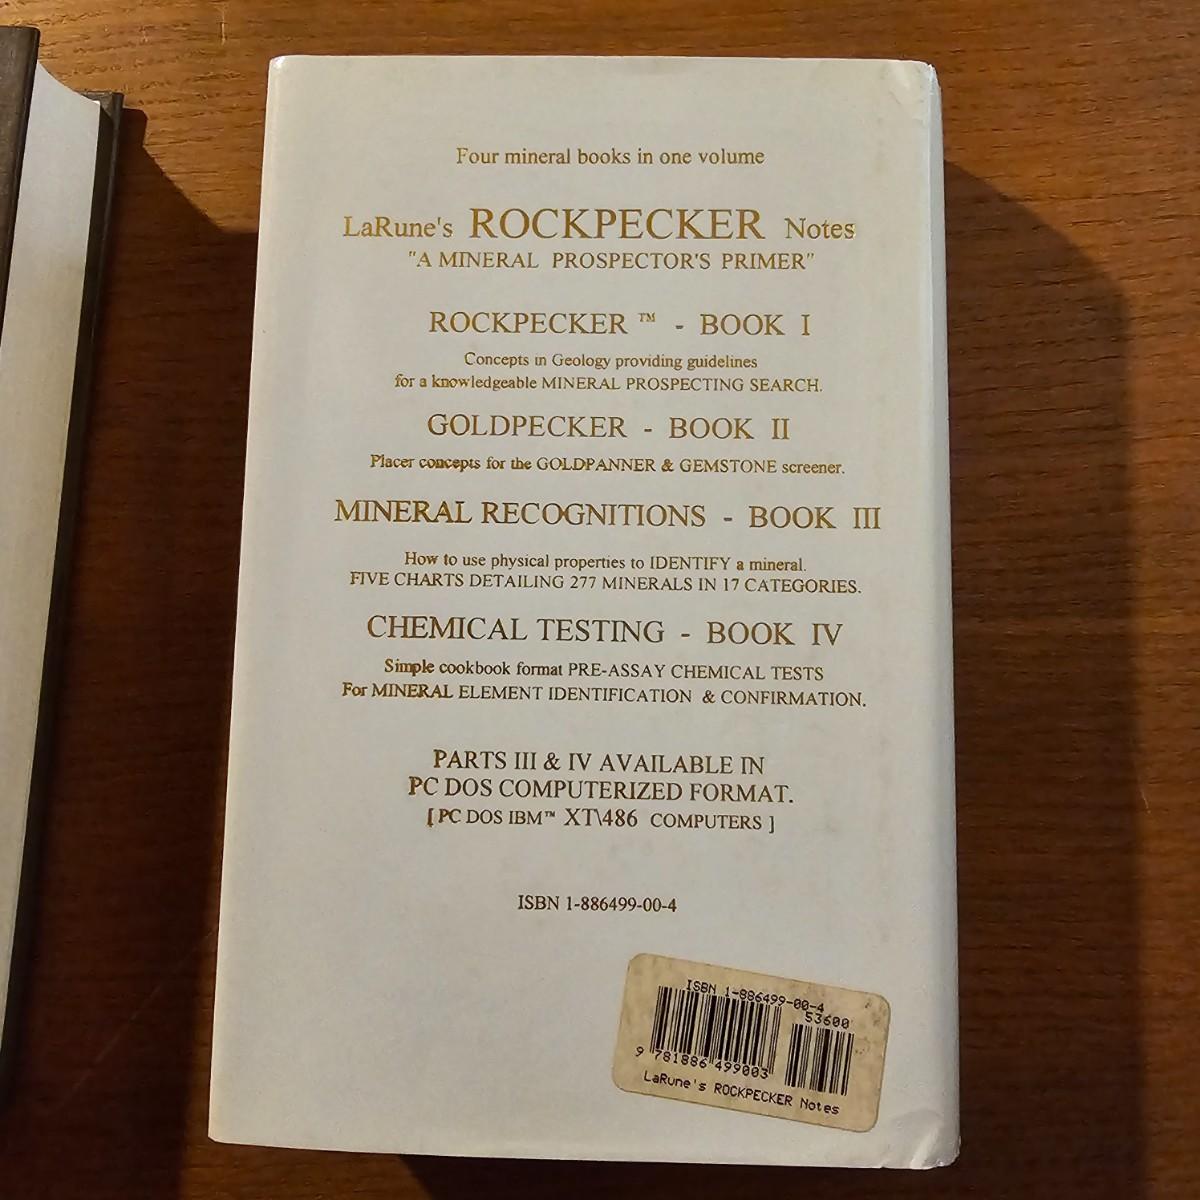 Four mineral books in one volume
LaRune's ROCKPECKER Notes
"A MINERAL PROSPECTOR'S PRIMER"
ROCKPECKER ™ - BOOK I
Concepts in Geology providing guidelines
for a knowledgeable MINERAL PROSPECTING SEARCH.
GOLDPECKER - BOOK II
Placer concepts for the GOLDPANNER & GEMSTONE screener.
MINERAL RECOGNITIONS - BOOK III
How to use physical properties to IDENTIFY a mineral.
FIVE CHARTS DETAILING 277 MINERALS IN 17 CATEGORIES.
CHEMICAL TESTING - BOOK IV
Simple cookbook format PRE-ASSAY CHEMICAL TESTS
For MINERAL ELEMENT IDENTIFICATION & CONFIRMATION.
PARTS III & IV AVAILABLE IN
PC DOS COMPUTERIZED FORMAT.
[ PC DOS IBM™ XT\486 COMPUTERS ]
ISBN 1-886499-00-4
ISBN 1-886499-00-4
53600
9 781886 499003
LaRune's ROCKPECKER Notes